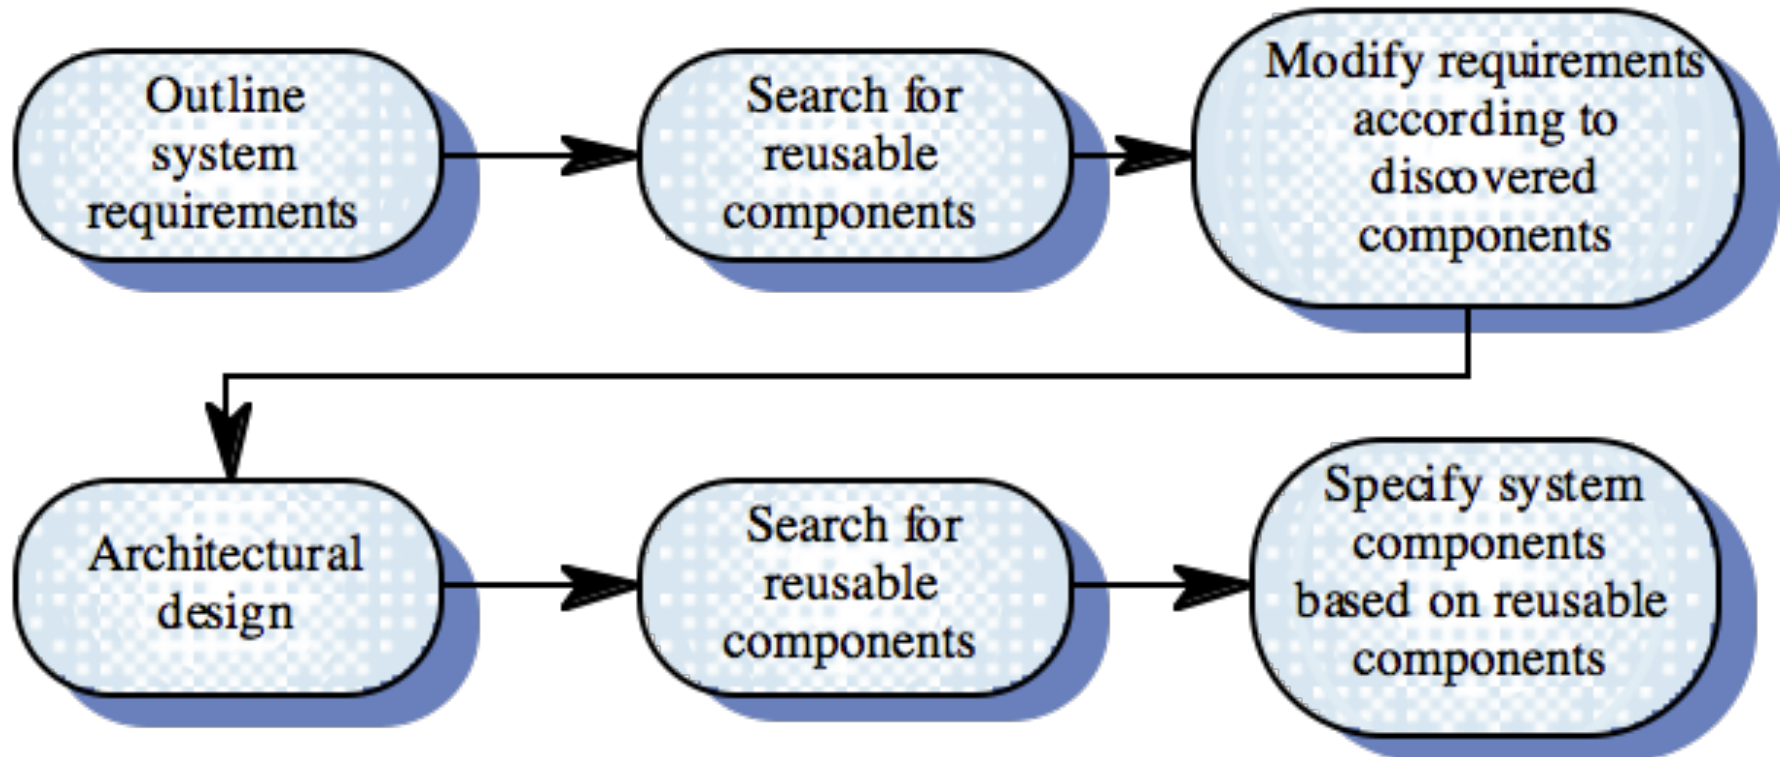 Outline
system
requirements
Search for
reusable
components
Modify requirements
according to
discovered
components
Architectural
design
Search for
reusable
components
Specify system
components
based on reusable
components